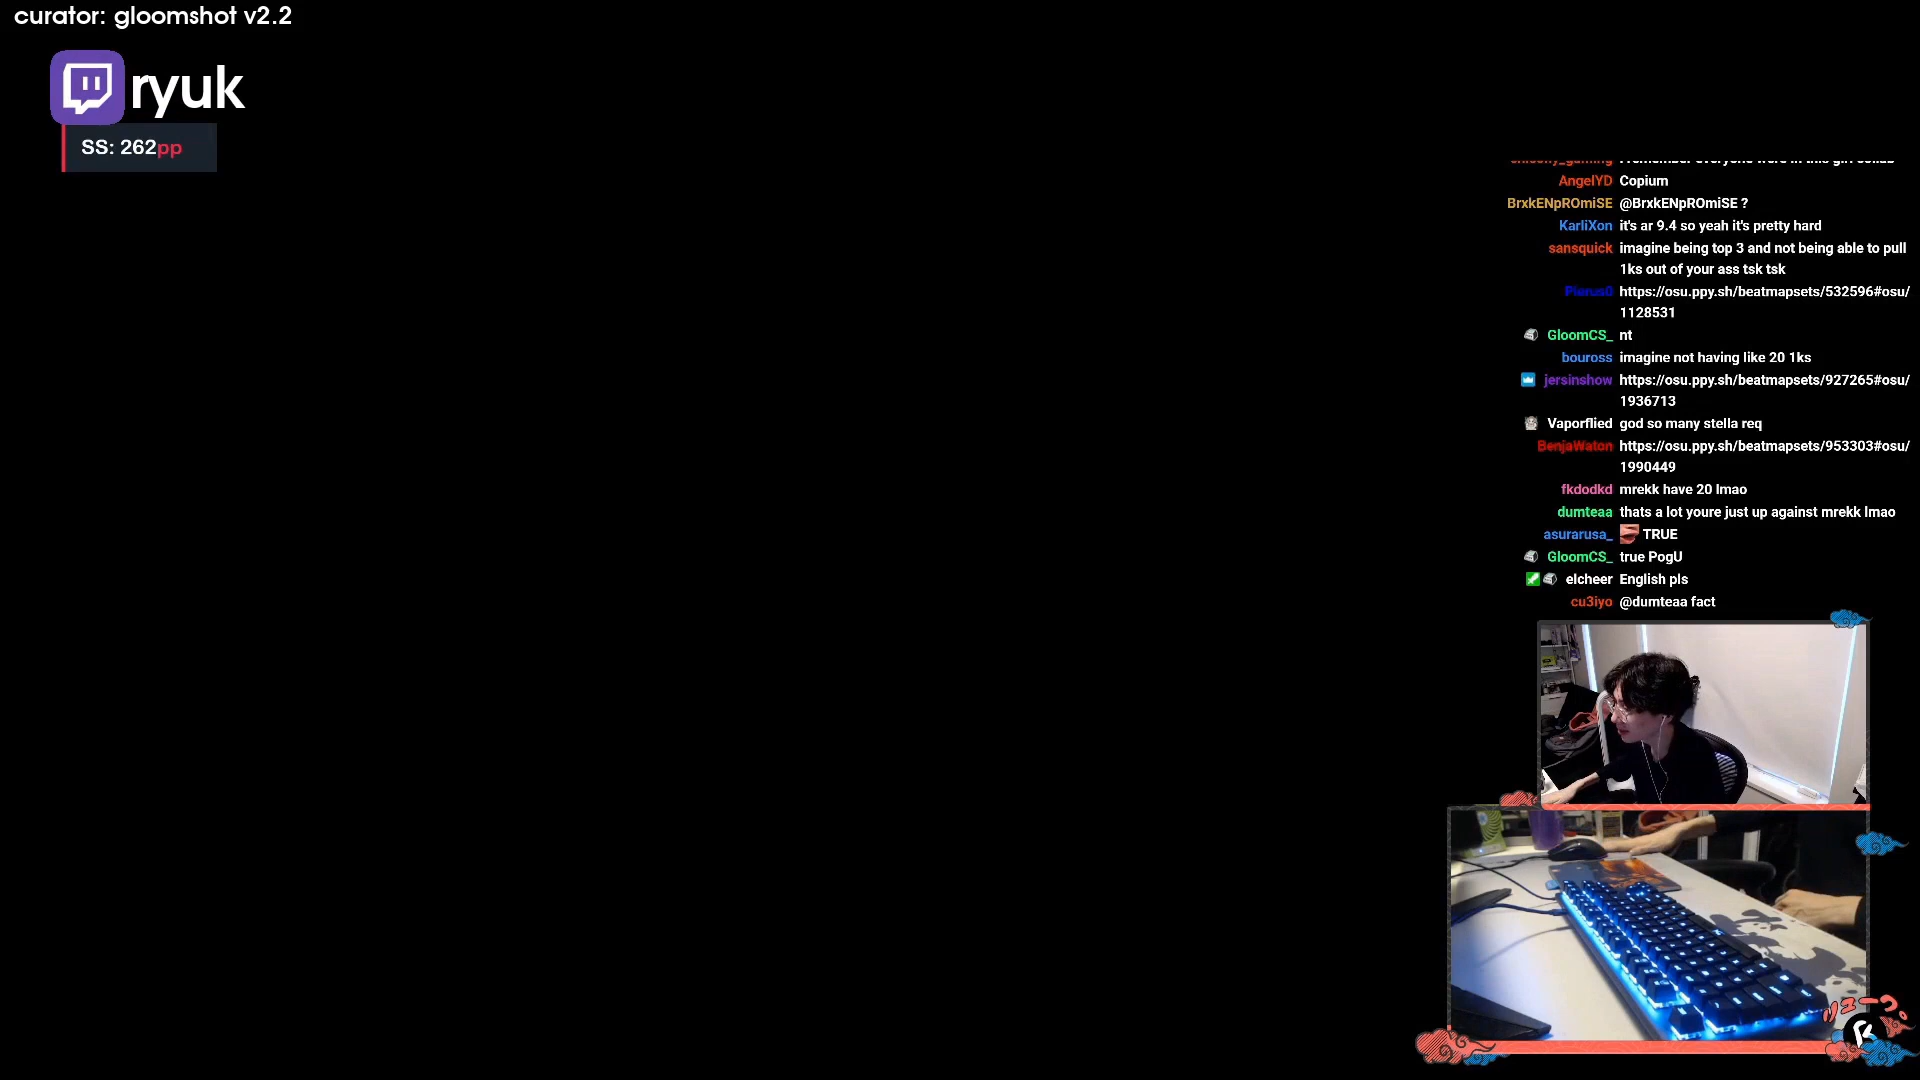 curator: gloomshot v2.2
ryuk
SS: 262pp
AngelYD Copium
BrxkENpROmiSE @BrxkENpROmiSE ?
KarliXon it's ar 9.4 so yeah it's pretty hard
sansquick imagine being top 3 and not being able to pull
1ks out of your ass tsk tsk
Pierus0 https://osu.ppy.sh/beatmapsets/532596#osu/
1128531
GloomCS_ nt
bouross imagine not having like 20 1ks
jersinshow https://osu.ppy.sh/beatmapsets/927265#osu/
1936713
Vaporflied god so many stella req
BenjaWaton https://osu.ppy.sh/beatmapsets/953303#osu/
1990449
fkdodkd mrekk have 20 lmao
dumteaa thats a lot youre just up against mrekk lmao
asurarusa_ TRUE
GloomCS_ true PogU
elcheer English pls
cu3iyo @dumteaa fact
リューク。